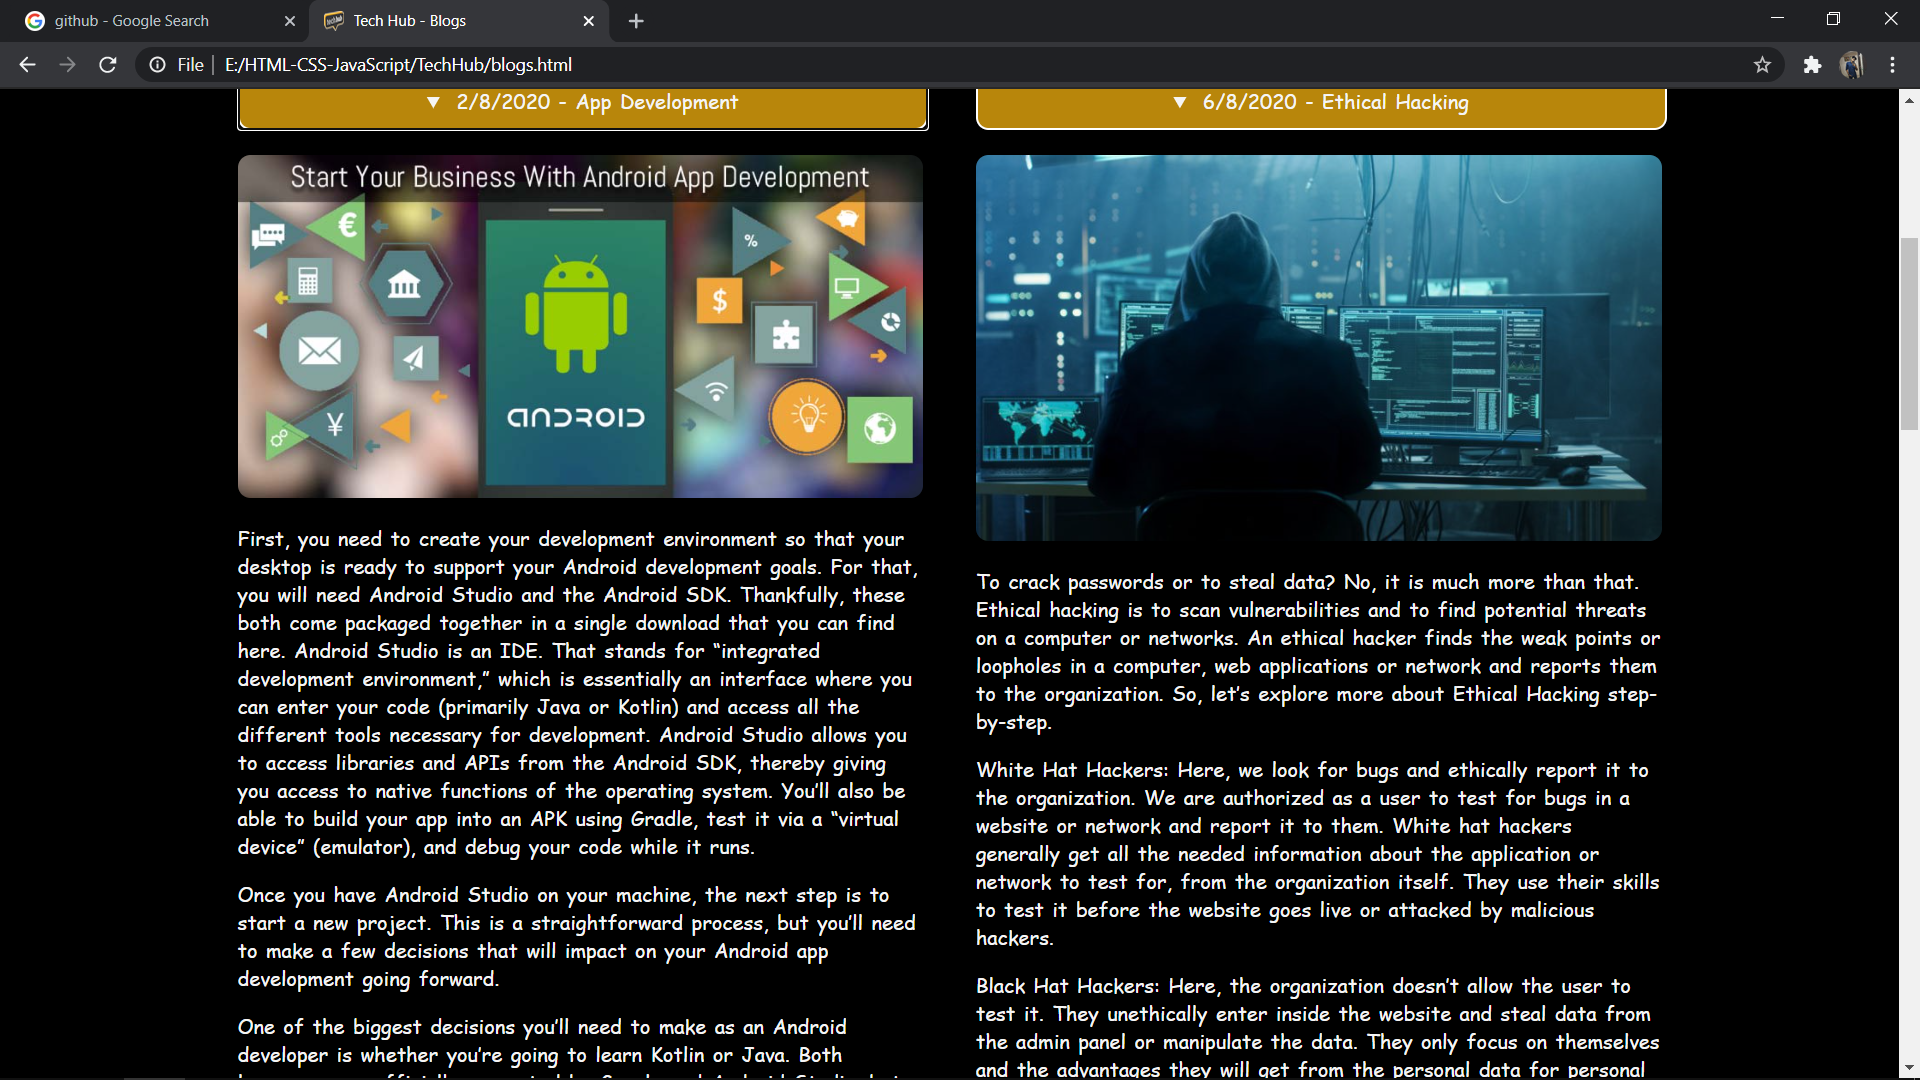 github - Google Search
Tech Hub - Blogs
File
E:/HTML-CSS-JavaScript/TechHub/blogs.html
▼ 2/8/2020 - App Development
Start Your Business With Android App Development
€
%
$
¥
ANDROID
First, you need to create your development environment so that your
desktop is ready to support your Android development goals. For that,
you will need Android Studio and the Android SDK. Thankfully, these
both come packaged together in a single download that you can find
here. Android Studio is an IDE. That stands for “integrated
development environment,” which is essentially an interface where you
can enter your code (primarily Java or Kotlin) and access all the
different tools necessary for development. Android Studio allows you
to access libraries and APIs from the Android SDK, thereby giving
you access to native functions of the operating system. You’ll also be
able to build your app into an APK using Gradle, test it via a “virtual
device” (emulator), and debug your code while it runs.
Once you have Android Studio on your machine, the next step is to
start a new project. This is a straightforward process, but you’ll need
to make a few decisions that will impact on your Android app
development going forward.
One of the biggest decisions you’ll need to make as an Android
developer is whether you’re going to learn Kotlin or Java. Both
▼ 6/8/2020 - Ethical Hacking
To crack passwords or to steal data? No, it is much more than that.
Ethical hacking is to scan vulnerabilities and to find potential threats
on a computer or networks. An ethical hacker finds the weak points or
loopholes in a computer, web applications or network and reports them
to the organization. So, let’s explore more about Ethical Hacking step-
by-step.
White Hat Hackers: Here, we look for bugs and ethically report it to
the organization. We are authorized as a user to test for bugs in a
website or network and report it to them. White hat hackers
generally get all the needed information about the application or
network to test for, from the organization itself. They use their skills
to test it before the website goes live or attacked by malicious
hackers.
Black Hat Hackers: Here, the organization doesn’t allow the user to
test it. They unethically enter inside the website and steal data from
the admin panel or manipulate the data. They only focus on themselves
and the advantages they will get from the personal data for personal